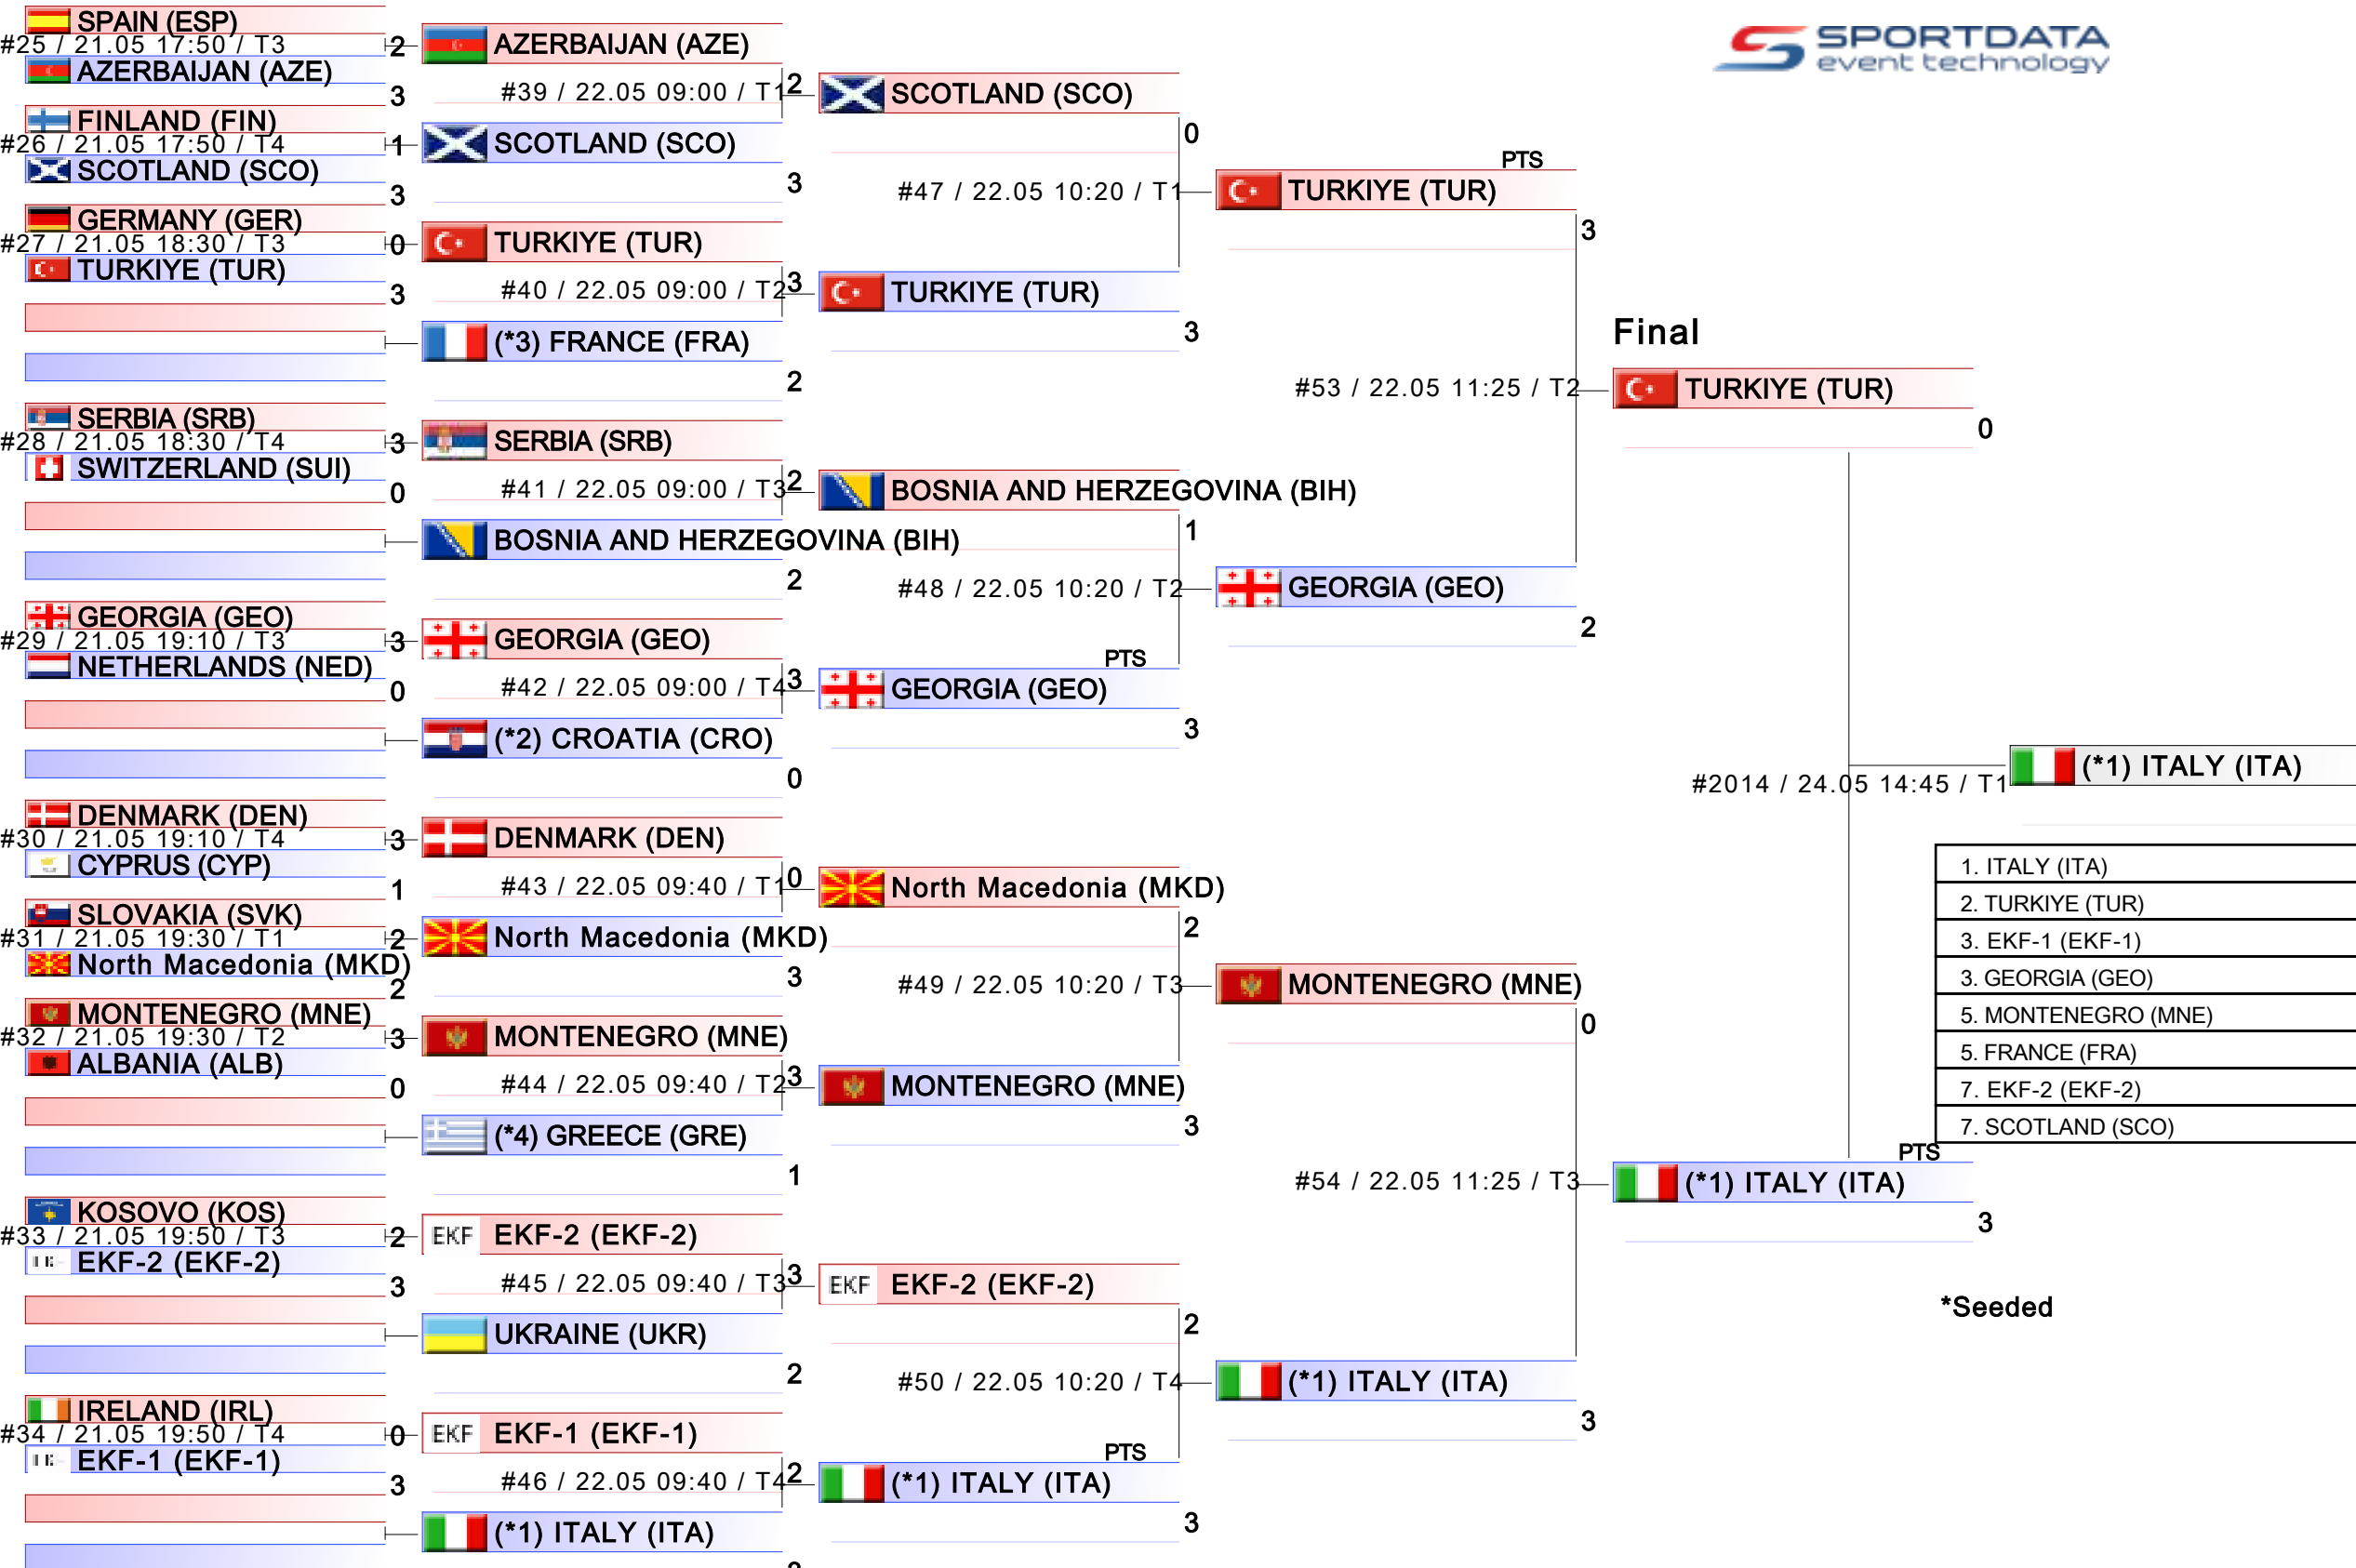 SPORTDATA
event technology
SPAIN (ESP)
#25 / 21.05 17:50 / T3
2
AZERBAIJAN (AZE)
3
FINLAND (FIN)
#26 / 21.05 17:50 / T4
1
SCOTLAND (SCO)
3
GERMANY (GER)
#27 / 21.05 18:30 / T3
0
TURKIYE (TUR)
3
SERBIA (SRB)
#28 / 21.05 18:30 / T4
3
SWITZERLAND (SUI)
0
GEORGIA (GEO)
#29 / 21.05 19:10 / T3
3
NETHERLANDS (NED)
0
DENMARK (DEN)
#30 / 21.05 19:10 / T4
3
CYPRUS (CYP)
1
SLOVAKIA (SVK)
#31 / 21.05 19:30 / T1
2
North Macedonia (MKD)
2
MONTENEGRO (MNE)
#32 / 21.05 19:30 / T2
3
ALBANIA (ALB)
0
KOSOVO (KOS)
#33 / 21.05 19:50 / T3
2
EKF-2 (EKF-2)
3
IRELAND (IRL)
#34 / 21.05 19:50 / T4
0
EKF-1 (EKF-1)
3
AZERBAIJAN (AZE)
2
#39 / 22.05 09:00 / T1
SCOTLAND (SCO)
3
TURKIYE (TUR)
3
#40 / 22.05 09:00 / T2
(*3) FRANCE (FRA)
2
SERBIA (SRB)
2
#41 / 22.05 09:00 / T3
BOSNIA AND HERZEGOVINA (BIH)
2
GEORGIA (GEO)
3
#42 / 22.05 09:00 / T4
(*2) CROATIA (CRO)
0
DENMARK (DEN)
0
#43 / 22.05 09:40 / T1
North Macedonia (MKD)
3
MONTENEGRO (MNE)
3
#44 / 22.05 09:40 / T2
(*4) GREECE (GRE)
1
EKF
EKF-2 (EKF-2)
3
#45 / 22.05 09:40 / T3
UKRAINE (UKR)
2
EKF
EKF-1 (EKF-1)
2
#46 / 22.05 09:40 / T4
(*1) ITALY (ITA)
SCOTLAND (SCO)
0
#47 / 22.05 10:20 / T1
TURKIYE (TUR)
3
BOSNIA AND HERZEGOVINA (BIH)
1
#48 / 22.05 10:20 / T2
PTS
GEORGIA (GEO)
3
North Macedonia (MKD)
2
#49 / 22.05 10:20 / T3
MONTENEGRO (MNE)
3
EKF
EKF-2 (EKF-2)
2
#50 / 22.05 10:20 / T4
PTS
(*1) ITALY (ITA)
3
PTS
TURKIYE (TUR)
3
#53 / 22.05 11:25 / T2
GEORGIA (GEO)
2
MONTENEGRO (MNE)
0
#54 / 22.05 11:25 / T3
(*1) ITALY (ITA)
3
Final
TURKIYE (TUR)
0
#2014 / 24.05 14:45 / T1
PTS
(*1) ITALY (ITA)
3
(*1) ITALY (ITA)
1. ITALY (ITA)
2. TURKIYE (TUR)
3. EKF-1 (EKF-1)
3. GEORGIA (GEO)
5. MONTENEGRO (MNE)
5. FRANCE (FRA)
7. EKF-2 (EKF-2)
7. SCOTLAND (SCO)
*Seeded